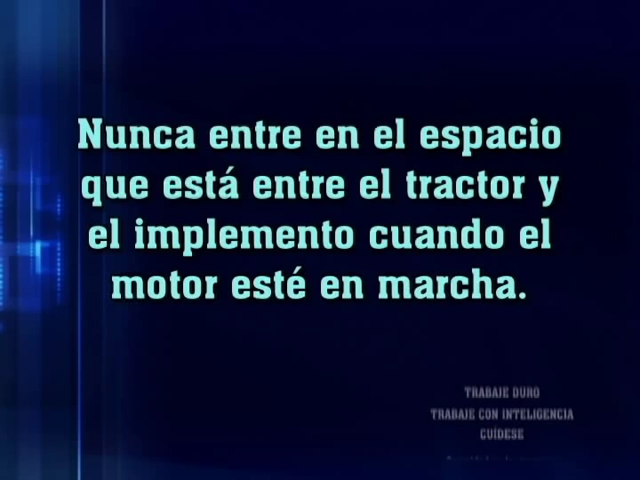 Nunca entre en el espacio
que está entre el tractor y
el implemento cuando el
motor esté en marcha.
TRABAJE DURO
TRABAJE CON INTELIGENCIA
CUÍDESE